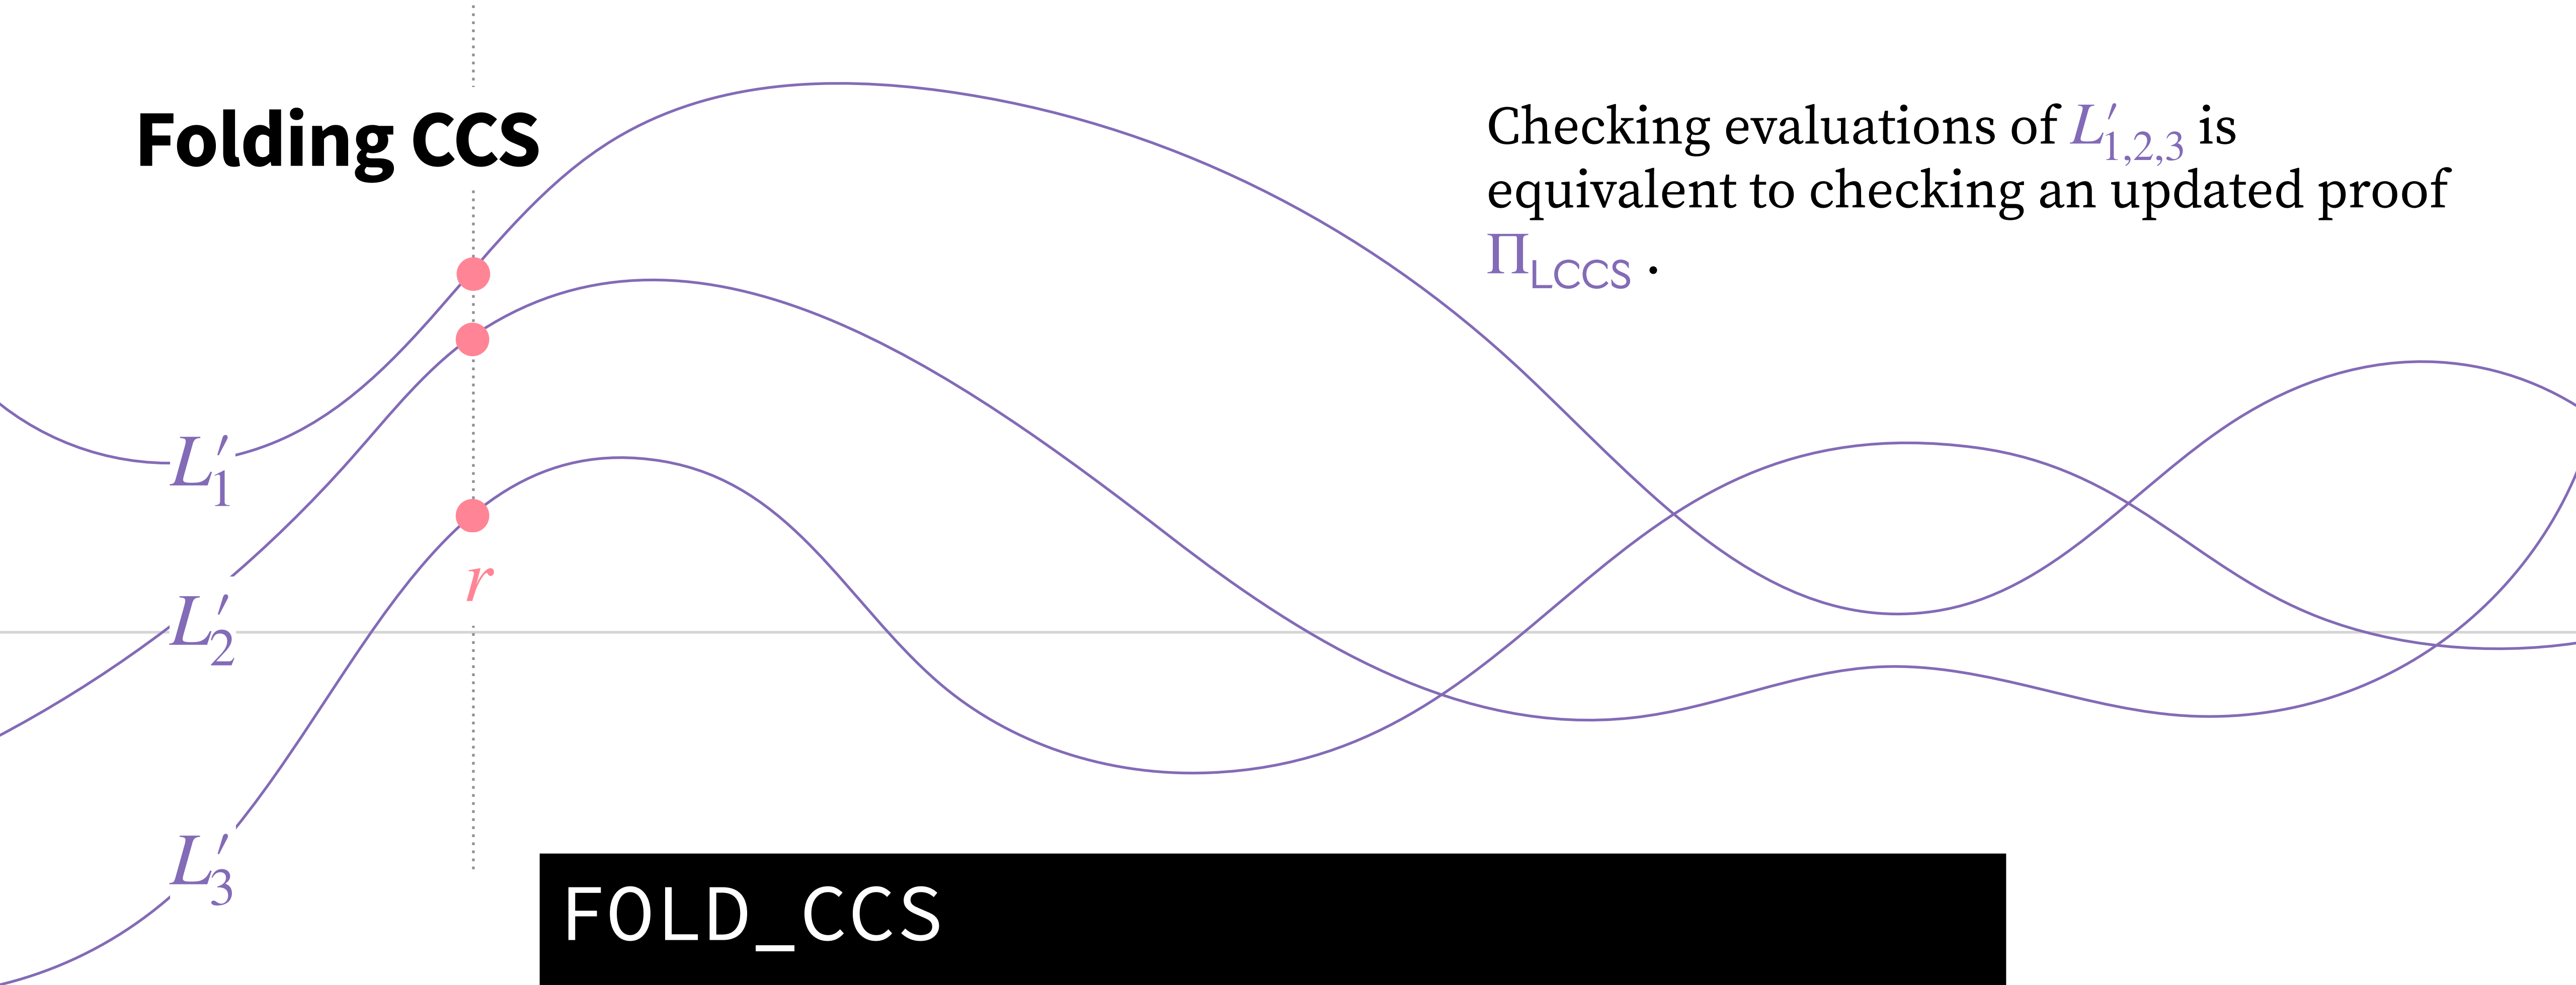 Folding CCS
Checking evaluations of L′₁,₂,₃ is
equivalent to checking an updated proof
Π_LCCS .
L′₁
r
L′₂
L′₃
FOLD_CCS